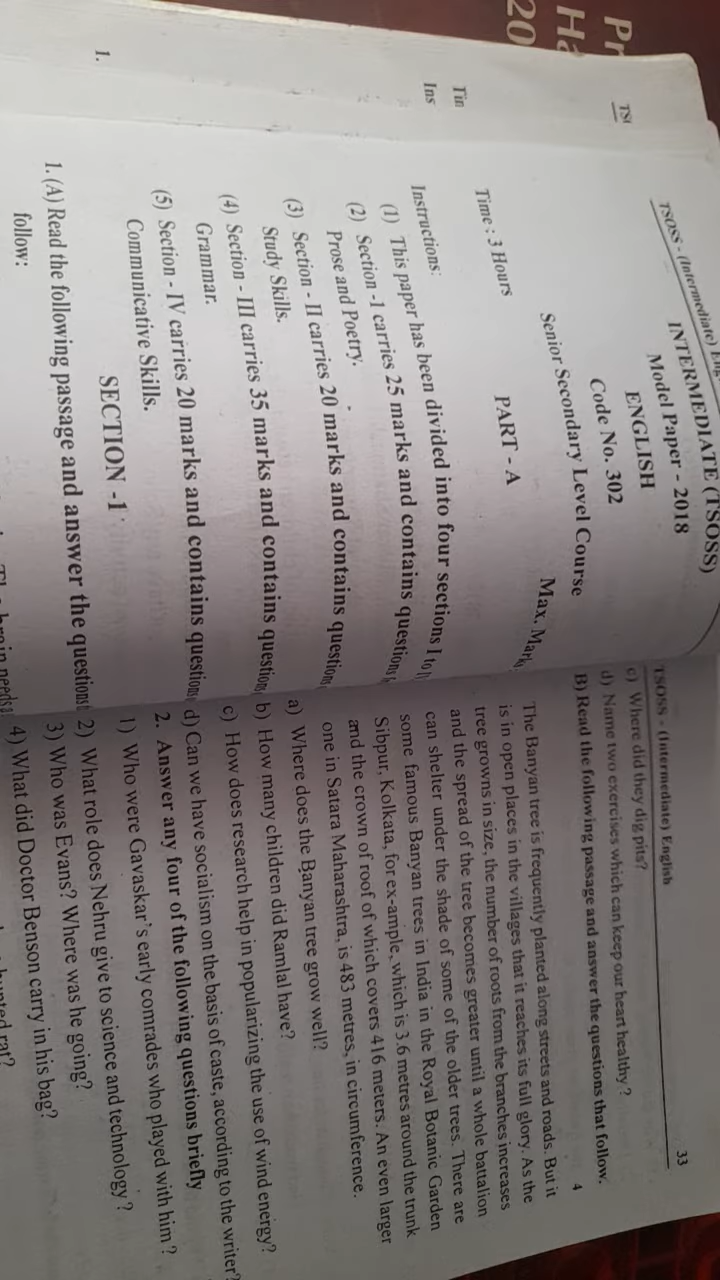 Pr
Ha
20
TS
Tin
Ins
1.
TSOSS - (Intermediate)
INTERMEDIATE (TSOSS)
Model Paper - 2018
ENGLISH
Code No. 302
Senior Secondary Level Course
Max. Mark
PART - A
Time : 3 Hours
Instructions:
(1) This paper has been divided into four sections I to
(2) Section -1 carries 25 marks and contains questions
Prose and Poetry.
(3) Section - II carries 20 marks and contains questions
Study Skills.
(4) Section - III carries 35 marks and contains questions
Grammar.
(5) Section - IV carries 20 marks and contains questions
Communicative Skills.
SECTION -1
1. (A) Read the following passage and answer the questions
follow:
brain needs
TSOSS - (Intermediate) English 33
c) Where did they dig pits?
d) Name two exercises which can keep our heart healthy ?
B) Read the following passage and answer the questions that follow.
4
The Banyan tree is frequently planted along streets and roads. But it
is in open places in the villages that it reaches its full glory. As the
tree growns in size, the number of roots from the branches increases
and the spread of the tree becomes greater until a whole battalion
can shelter under the shade of some of the older trees. There are
some famous Banyan trees in India in the Royal Botanic Garden
Sibpur, Kolkata, for ex-ample, which is 3.6 metres around the trunk
and the crown of roof of which covers 416 meters. An even larger
one in Satara Maharashtra, is 483 metres, in circumference.
a) Where does the Banyan tree grow well?
b) How many children did Ramlal have?
c) How does research help in popularizing the use of wind energy?
d) Can we have socialism on the basis of caste, according to the writer?
2. Answer any four of the following questions briefly
1) Who were Gavaskar's early comrades who played with him ?
2) What role does Nehru give to science and technology ?
3) Who was Evans? Where was he going?
4) What did Doctor Benson carry in his bag?
rat?